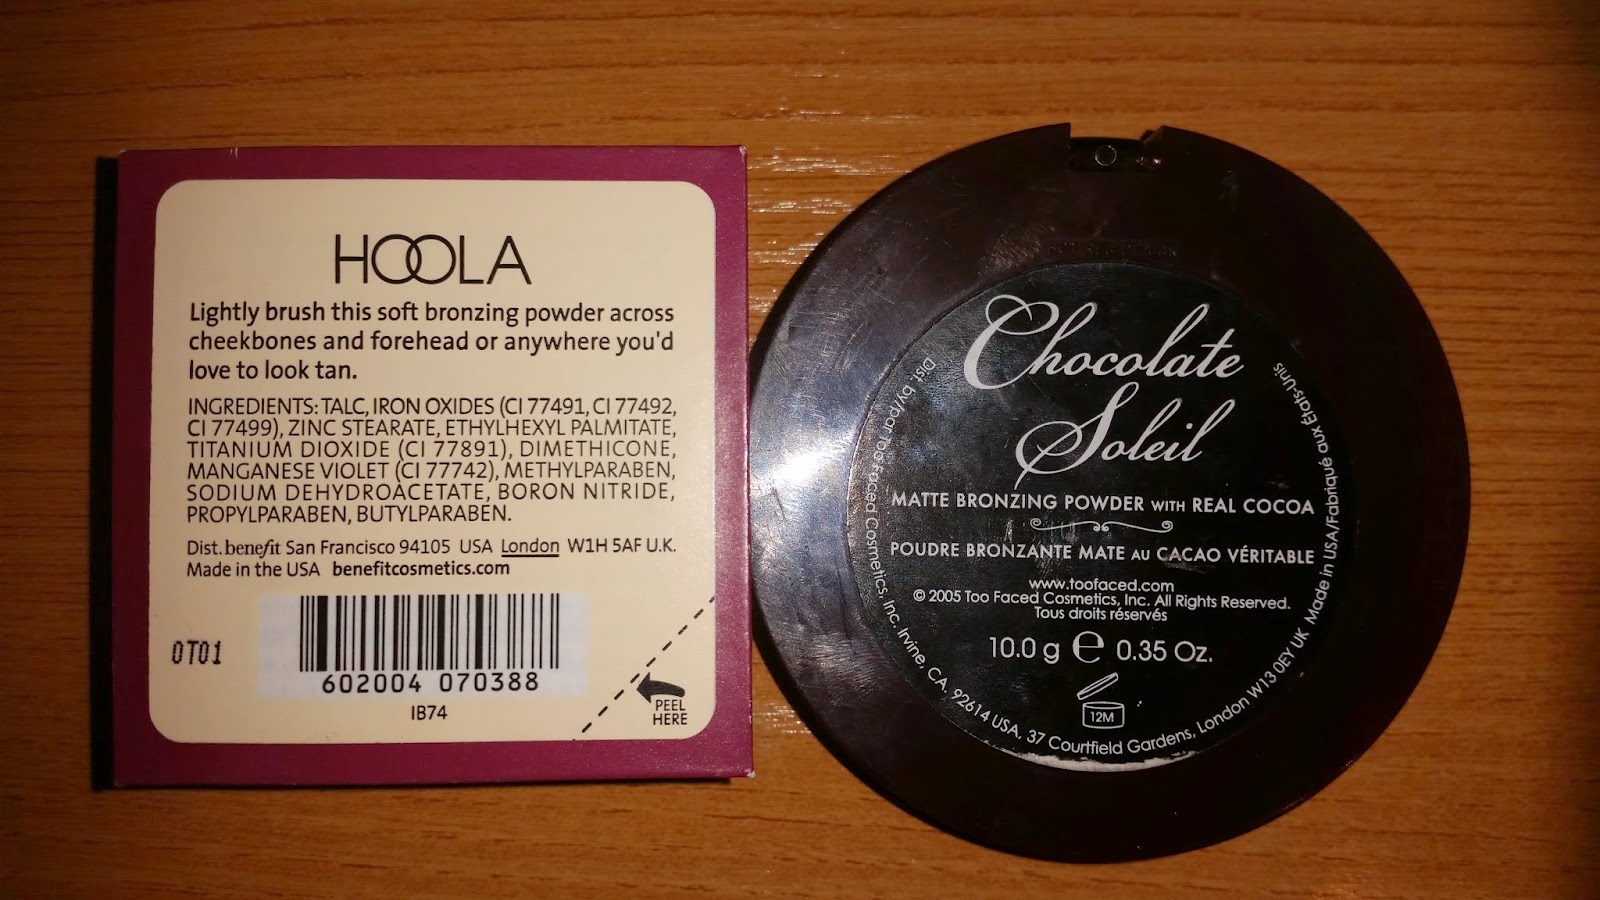 HOOLA
Lightly brush this soft bronzing powder across
cheekbones and forehead or anywhere you'd
love to look tan.
INGREDIENTS: TALC, IRON OXIDES (CI 77491, CI 77492,
CI 77499), ZINC STEARATE, ETHYLHEXYL PALMITATE,
TITANIUM DIOXIDE (CI 77891), DIMETHICONE,
MANGANESE VIOLET (CI 77742), METHYLPARABEN,
SODIUM DEHYDROACETATE, BORON NITRIDE,
PROPYLPARABEN, BUTYLPARABEN.
Dist. benefit San Francisco 94105 USA London W1H 5AF U.K.
Made in the USA benefitcosmetics.com
0T01
602004 070388
IB74
PEEL
HERE
Chocolate
Soleil
MATTE BRONZING POWDER WITH REAL COCOA
POUDRE BRONZANTE MATE AU CACAO VÉRITABLE
www.toofaced.com
© 2005 Too Faced Cosmetics, Inc. All Rights Reserved.
Tous droits réservés
10.0 g e 0.35 Oz.
12M
Dist. by/par Too Faced Cosmetics, Inc. Irvine, CA. 92614 USA, 37 Courtfield Gardens, London W13 0EY UK Made in USA/Fabriqué aux États-Unis